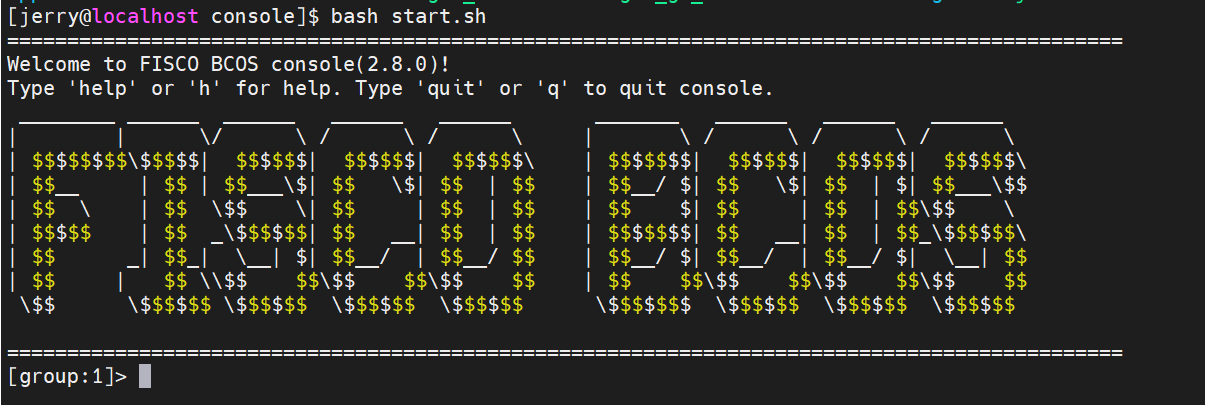 [jerry@localhost console]$ bash start.sh
=============================================================================================
Welcome to FISCO BCOS console(2.8.0)!
Type 'help' or 'h' for help. Type 'quit' or 'q' to quit console.
 ________ ______  ______   ______   ______       _______   ______   ______   ______
|        |      \/      \ /      \ /      \     |       \ /      \ /      \ /      \
| $$$$$$$$\$$$$$|  $$$$$$|  $$$$$$|  $$$$$$\    | $$$$$$$|  $$$$$$|  $$$$$$|  $$$$$$\
| $$__     | $$ | $$___\$| $$   \$| $$  | $$    | $$__/ $| $$   \$| $$  | $| $$___\$$
| $$  \    | $$  \$$    \| $$     | $$  | $$    | $$    $| $$     | $$  | $$\$$    \
| $$$$$    | $$  _\$$$$$$| $$   __| $$  | $$    | $$$$$$$| $$   __| $$  | $$_\$$$$$$\
| $$      _| $$_|  \__| $| $$__/  | $$__/ $$    | $$__/ $| $$__/  | $$__/ $|  \__| $$
| $$     |   $$ \\$$    $$\$$    $$\$$    $$    | $$    $$\$$    $$\$$    $$\$$    $$
 \$$      \$$$$$$ \$$$$$$  \$$$$$$  \$$$$$$      \$$$$$$$  \$$$$$$  \$$$$$$  \$$$$$$
=============================================================================================
[group:1]>